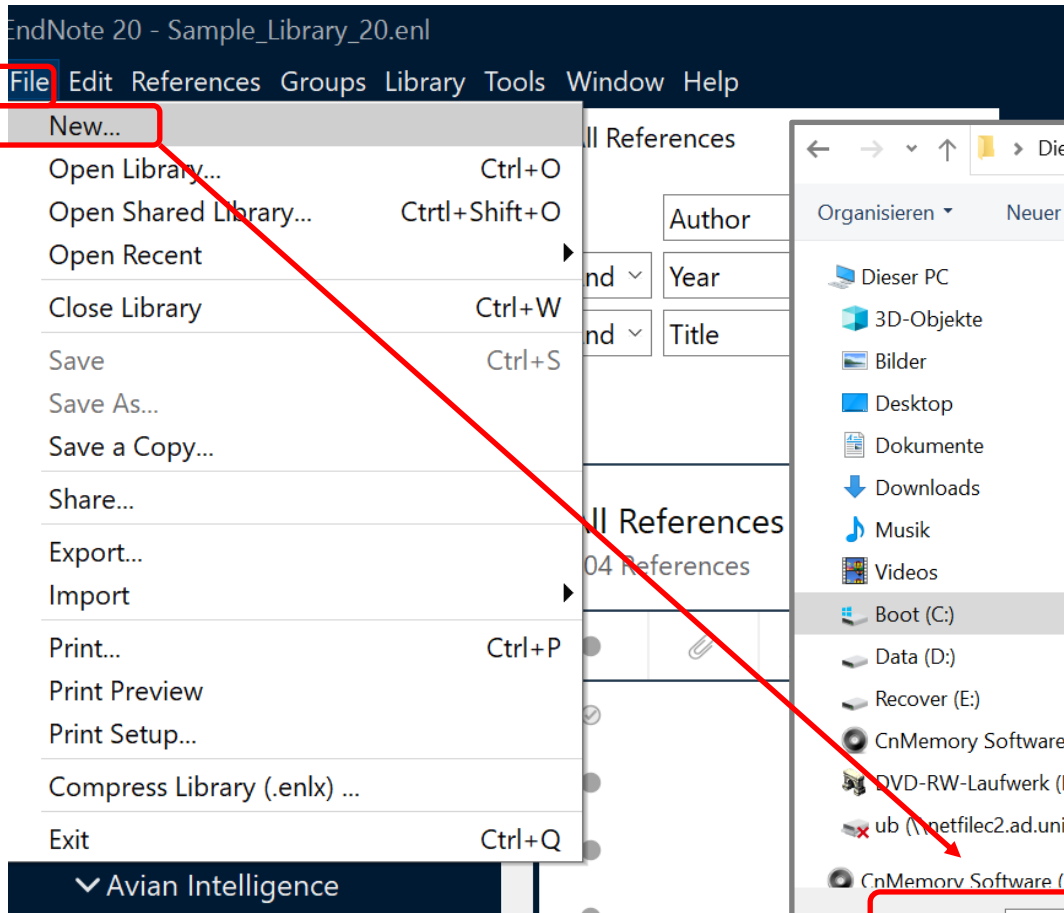 EndNote 20 - Sample_Library_20.enl
File Edit References Groups Library Tools Window Help
New...
Open Library... Ctrl+O
Open Shared Library... Ctrtl+Shift+O
Open Recent
Close Library Ctrl+W
Save Ctrl+S
Save As...
Save a Copy...
Share...
Export...
Import
Print... Ctrl+P
Print Preview
Print Setup...
Compress Library (.enlx) ...
Exit Ctrl+Q
Avian Intelligence
ll References
Author
nd Year
nd Title
All References
04 References
Die
Organisieren Neuer
Dieser PC
3D-Objekte
Bilder
Desktop
Dokumente
Downloads
Musik
Videos
Boot (C:)
Data (D:)
Recover (E:)
CnMemory Software
DVD-RW-Laufwerk (
ub (\\netfilec2.ad.uni
CnMemory Software (